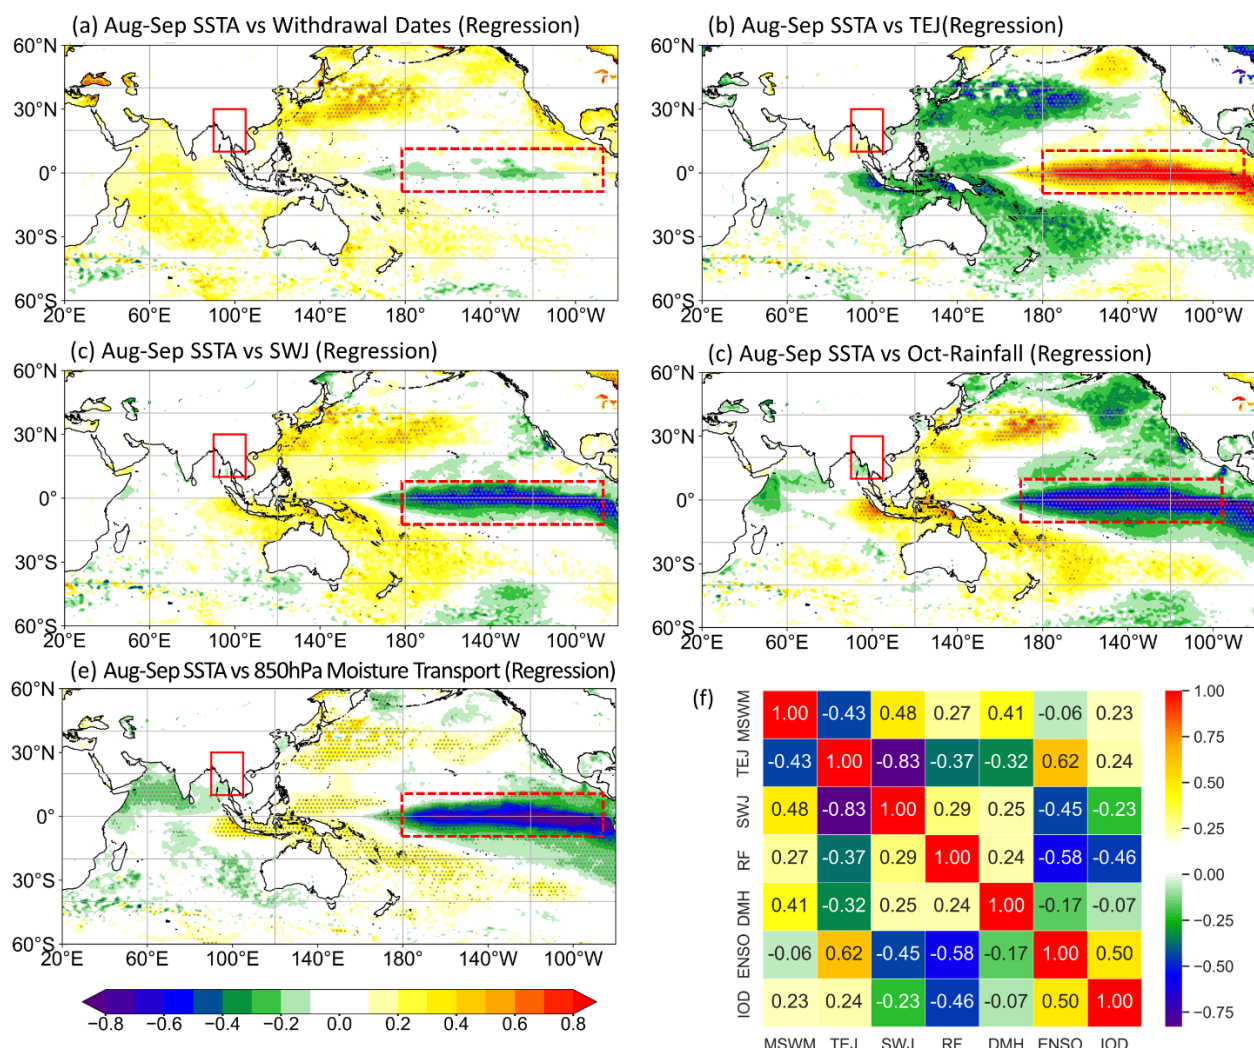 (a) Aug-Sep SSTA vs Withdrawal Dates (Regression)
(b) Aug-Sep SSTA vs TEJ(Regression)
60°N
30°N
0°
30°S
60°S
20°E 60°E 100°E 140°E 180° 140°W 100°W
60°N
30°N
0°
30°S
60°S
20°E 60°E 100°E 140°E 180° 140°W 100°W
(c) Aug-Sep SSTA vs SWJ (Regression)
(c) Aug-Sep SSTA vs Oct-Rainfall (Regression)
60°N
30°N
0°
30°S
60°S
20°E 60°E 100°E 140°E 180° 140°W 100°W
60°N
30°N
0°
30°S
60°S
20°E 60°E 100°E 140°E 180° 140°W 100°W
(e) Aug-Sep SSTA vs 850hPa Moisture Transport (Regression)
60°N
30°N
0°
30°S
60°S
20°E 60°E 100°E 140°E 180° 140°W 100°W
−0.8 −0.6 −0.4 −0.2 0.0 0.2 0.4 0.6 0.8
(f)
MSWM 1.00 -0.43 0.48 0.27 0.41 -0.06 0.23
TEJ -0.43 1.00 -0.83 -0.37 -0.32 0.62 0.24
SWJ 0.48 -0.83 1.00 0.29 0.25 -0.45 -0.23
RF 0.27 -0.37 0.29 1.00 0.24 -0.58 -0.46
DMH 0.41 -0.32 0.25 0.24 1.00 -0.17 -0.07
ENSO -0.06 0.62 -0.45 -0.58 -0.17 1.00 0.50
IOD 0.23 0.24 -0.23 -0.46 -0.07 0.50 1.00
MSWM TEJ SWJ RF DMH ENSO IOD
1.00
0.75
0.50
0.25
0.00
−0.25
−0.50
−0.75